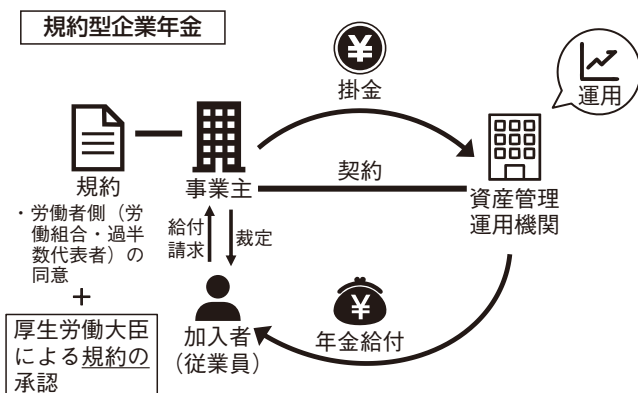 規約型企業年金
¥
掛金
運用
規約
事業主
契約
資産管理
運用機関
・労働者側（労
働組合・過半
数代表者）の
同意
給付
請求
裁定
+
厚生労働大臣
による規約の
承認
加入者
（従業員）
¥
年金給付